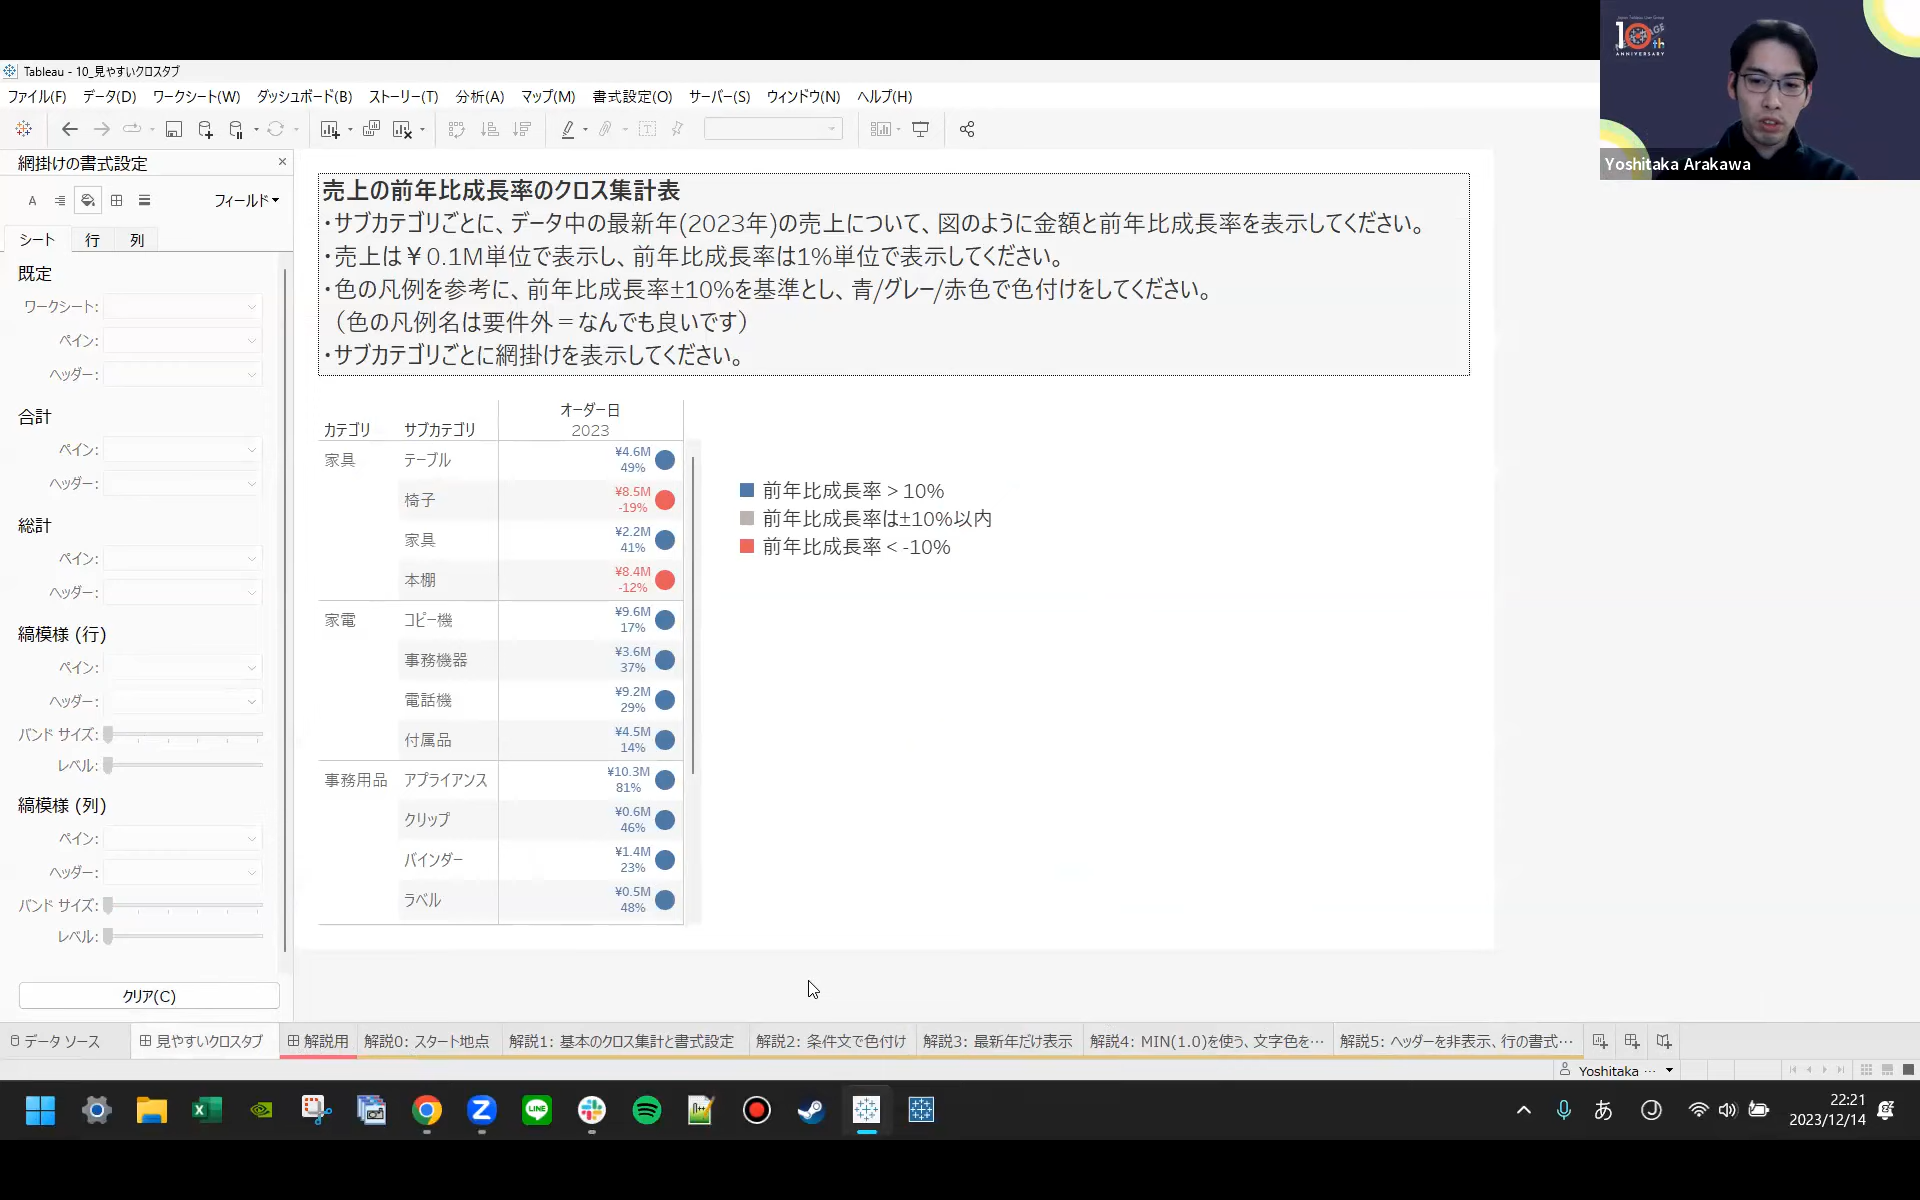 Tableau - 10_見やすいクロスタブ
ファイル(F) データ(D) ワークシート(W) ダッシュボード(B) ストーリー(T) 分析(A) マップ(M) 書式設定(O) サーバー(S) ウィンドウ(N) ヘルプ(H)
網掛けの書式設定
フィールド
シート 行 列
既定
ワークシート:
ペイン:
ヘッダー:
合計
ペイン:
ヘッダー:
総計
ペイン:
ヘッダー:
縞模様 (行)
ペイン:
ヘッダー:
バンド サイズ:
レベル:
縞模様 (列)
ペイン:
ヘッダー:
バンド サイズ:
レベル:
クリア(C)
売上の前年比成長率のクロス集計表
・サブカテゴリごとに、データ中の最新年(2023年)の売上について、図のように金額と前年比成長率を表示してください。
・売上は¥0.1M単位で表示し、前年比成長率は1%単位で表示してください。
・色の凡例を参考に、前年比成長率±10%を基準とし、青/グレー/赤色で色付けをしてください。
（色の凡例名は要件外＝なんでも良いです）
・サブカテゴリごとに網掛けを表示してください。
オーダー日
カテゴリ サブカテゴリ 2023
家具 テーブル ¥4.6M
49%
椅子 ¥8.5M
-19%
家具 ¥2.2M
41%
本棚 ¥8.4M
-12%
家電 コピー機 ¥9.6M
17%
事務機器 ¥3.6M
37%
電話機 ¥9.2M
29%
付属品 ¥4.5M
14%
事務用品 アプライアンス ¥10.3M
81%
クリップ ¥0.6M
46%
バインダー ¥1.4M
23%
ラベル ¥0.5M
48%
前年比成長率 > 10%
前年比成長率は±10%以内
前年比成長率 < -10%
10th
ANNIVERSARY
Yoshitaka Arakawa
データ ソース 見やすいクロスタブ 解説用 解説0: スタート地点 解説1: 基本のクロス集計と書式設定 解説2: 条件文で色付け 解説3: 最新年だけ表示 解説4: MIN(1.0)を使う、文字色を… 解説5: ヘッダーを非表示、行の書式…
Yoshitaka …
LINE
あ
22:21
2023/12/14